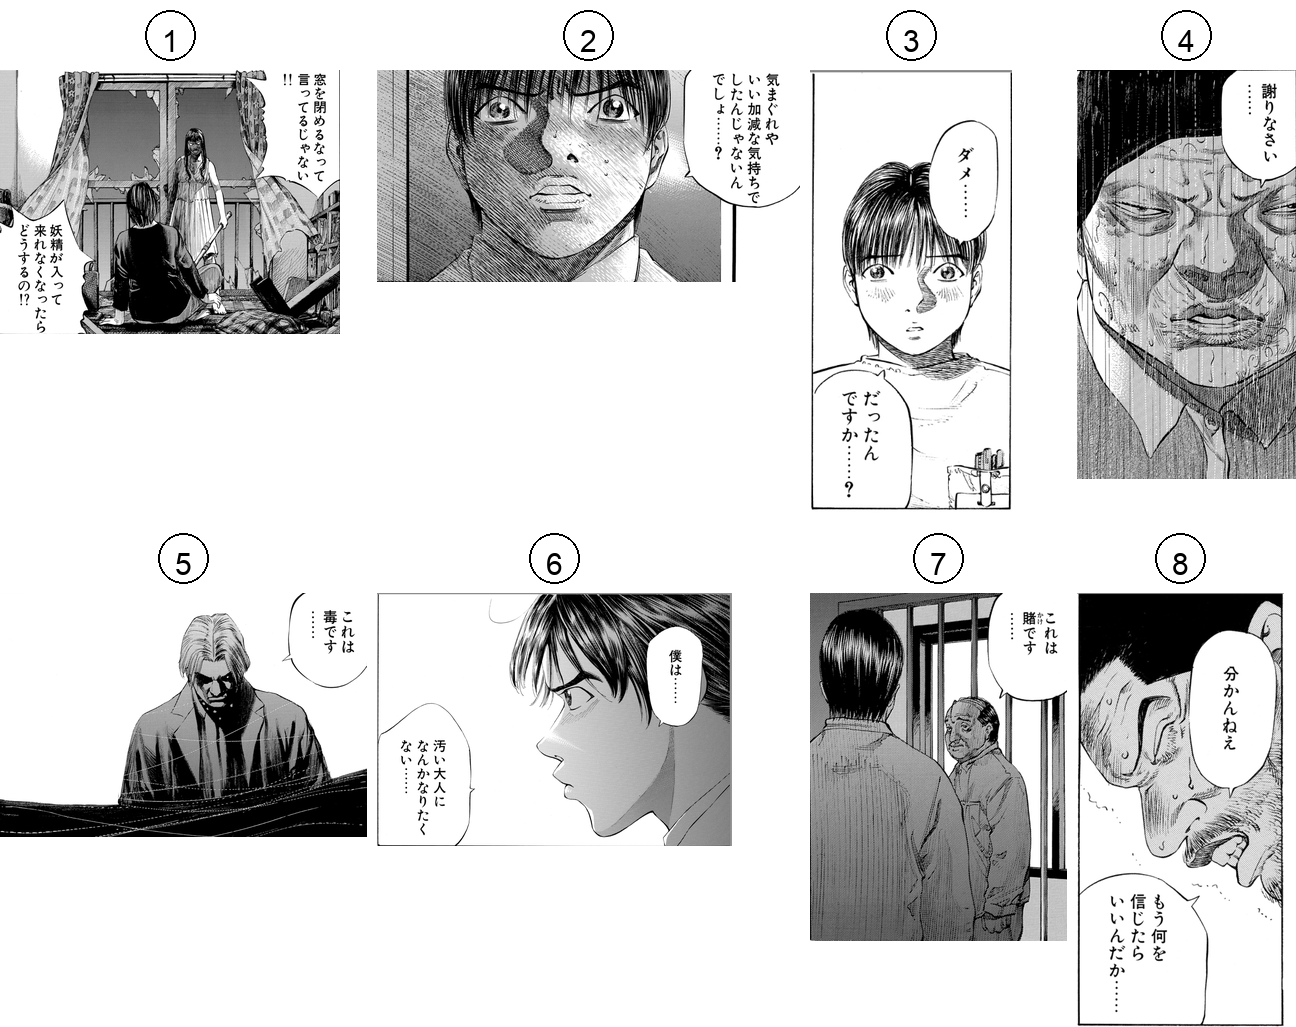 1
窓を閉めるなって
言ってるじゃない
!!
妖精が入って
来れなくなったら
どうするの!?
2
気まぐれや
いい加減な気持ちで
したんじゃないん
でしょ……?
3
ダメ……
だったん
ですか……?
4
謝りなさい
……
5
これは
毒です
……
6
僕は……
汚い大人に
なんかなりたく
ない……
7
これは
賭です
かけ
……
8
分かんねえ
もう何を
信じたら
いいんだか……